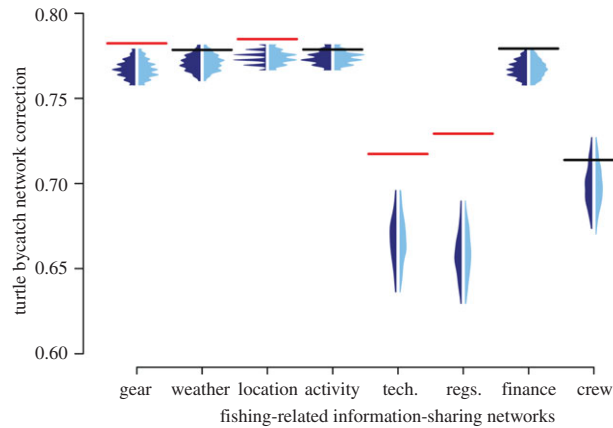 turtle bycatch network correction
0.80
0.75
0.70
0.65
0.60
gear weather location activity tech. regs. finance crew
fishing-related information-sharing networks